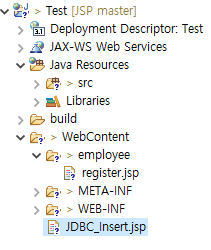 > Test [JSP master]
Deployment Descriptor: Test
JAX-WS Web Services
Java Resources
> src
Libraries
build
> WebContent
> employee
register.jsp
> META-INF
> WEB-INF
JDBC_Insert.jsp